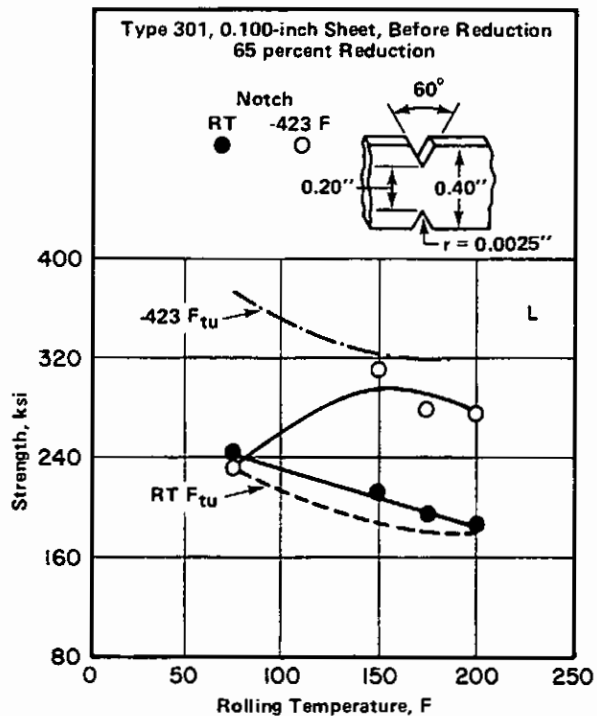 Type 301, 0.100-inch Sheet, Before Reduction
65 percent Reduction
Notch
RT -423 F
60°
0.20″
0.40″
r = 0.0025″
400
320
240
160
80
Strength, ksi
-423 Ftu
L
RT Ftu
0 50 100 150 200 250
Rolling Temperature, F